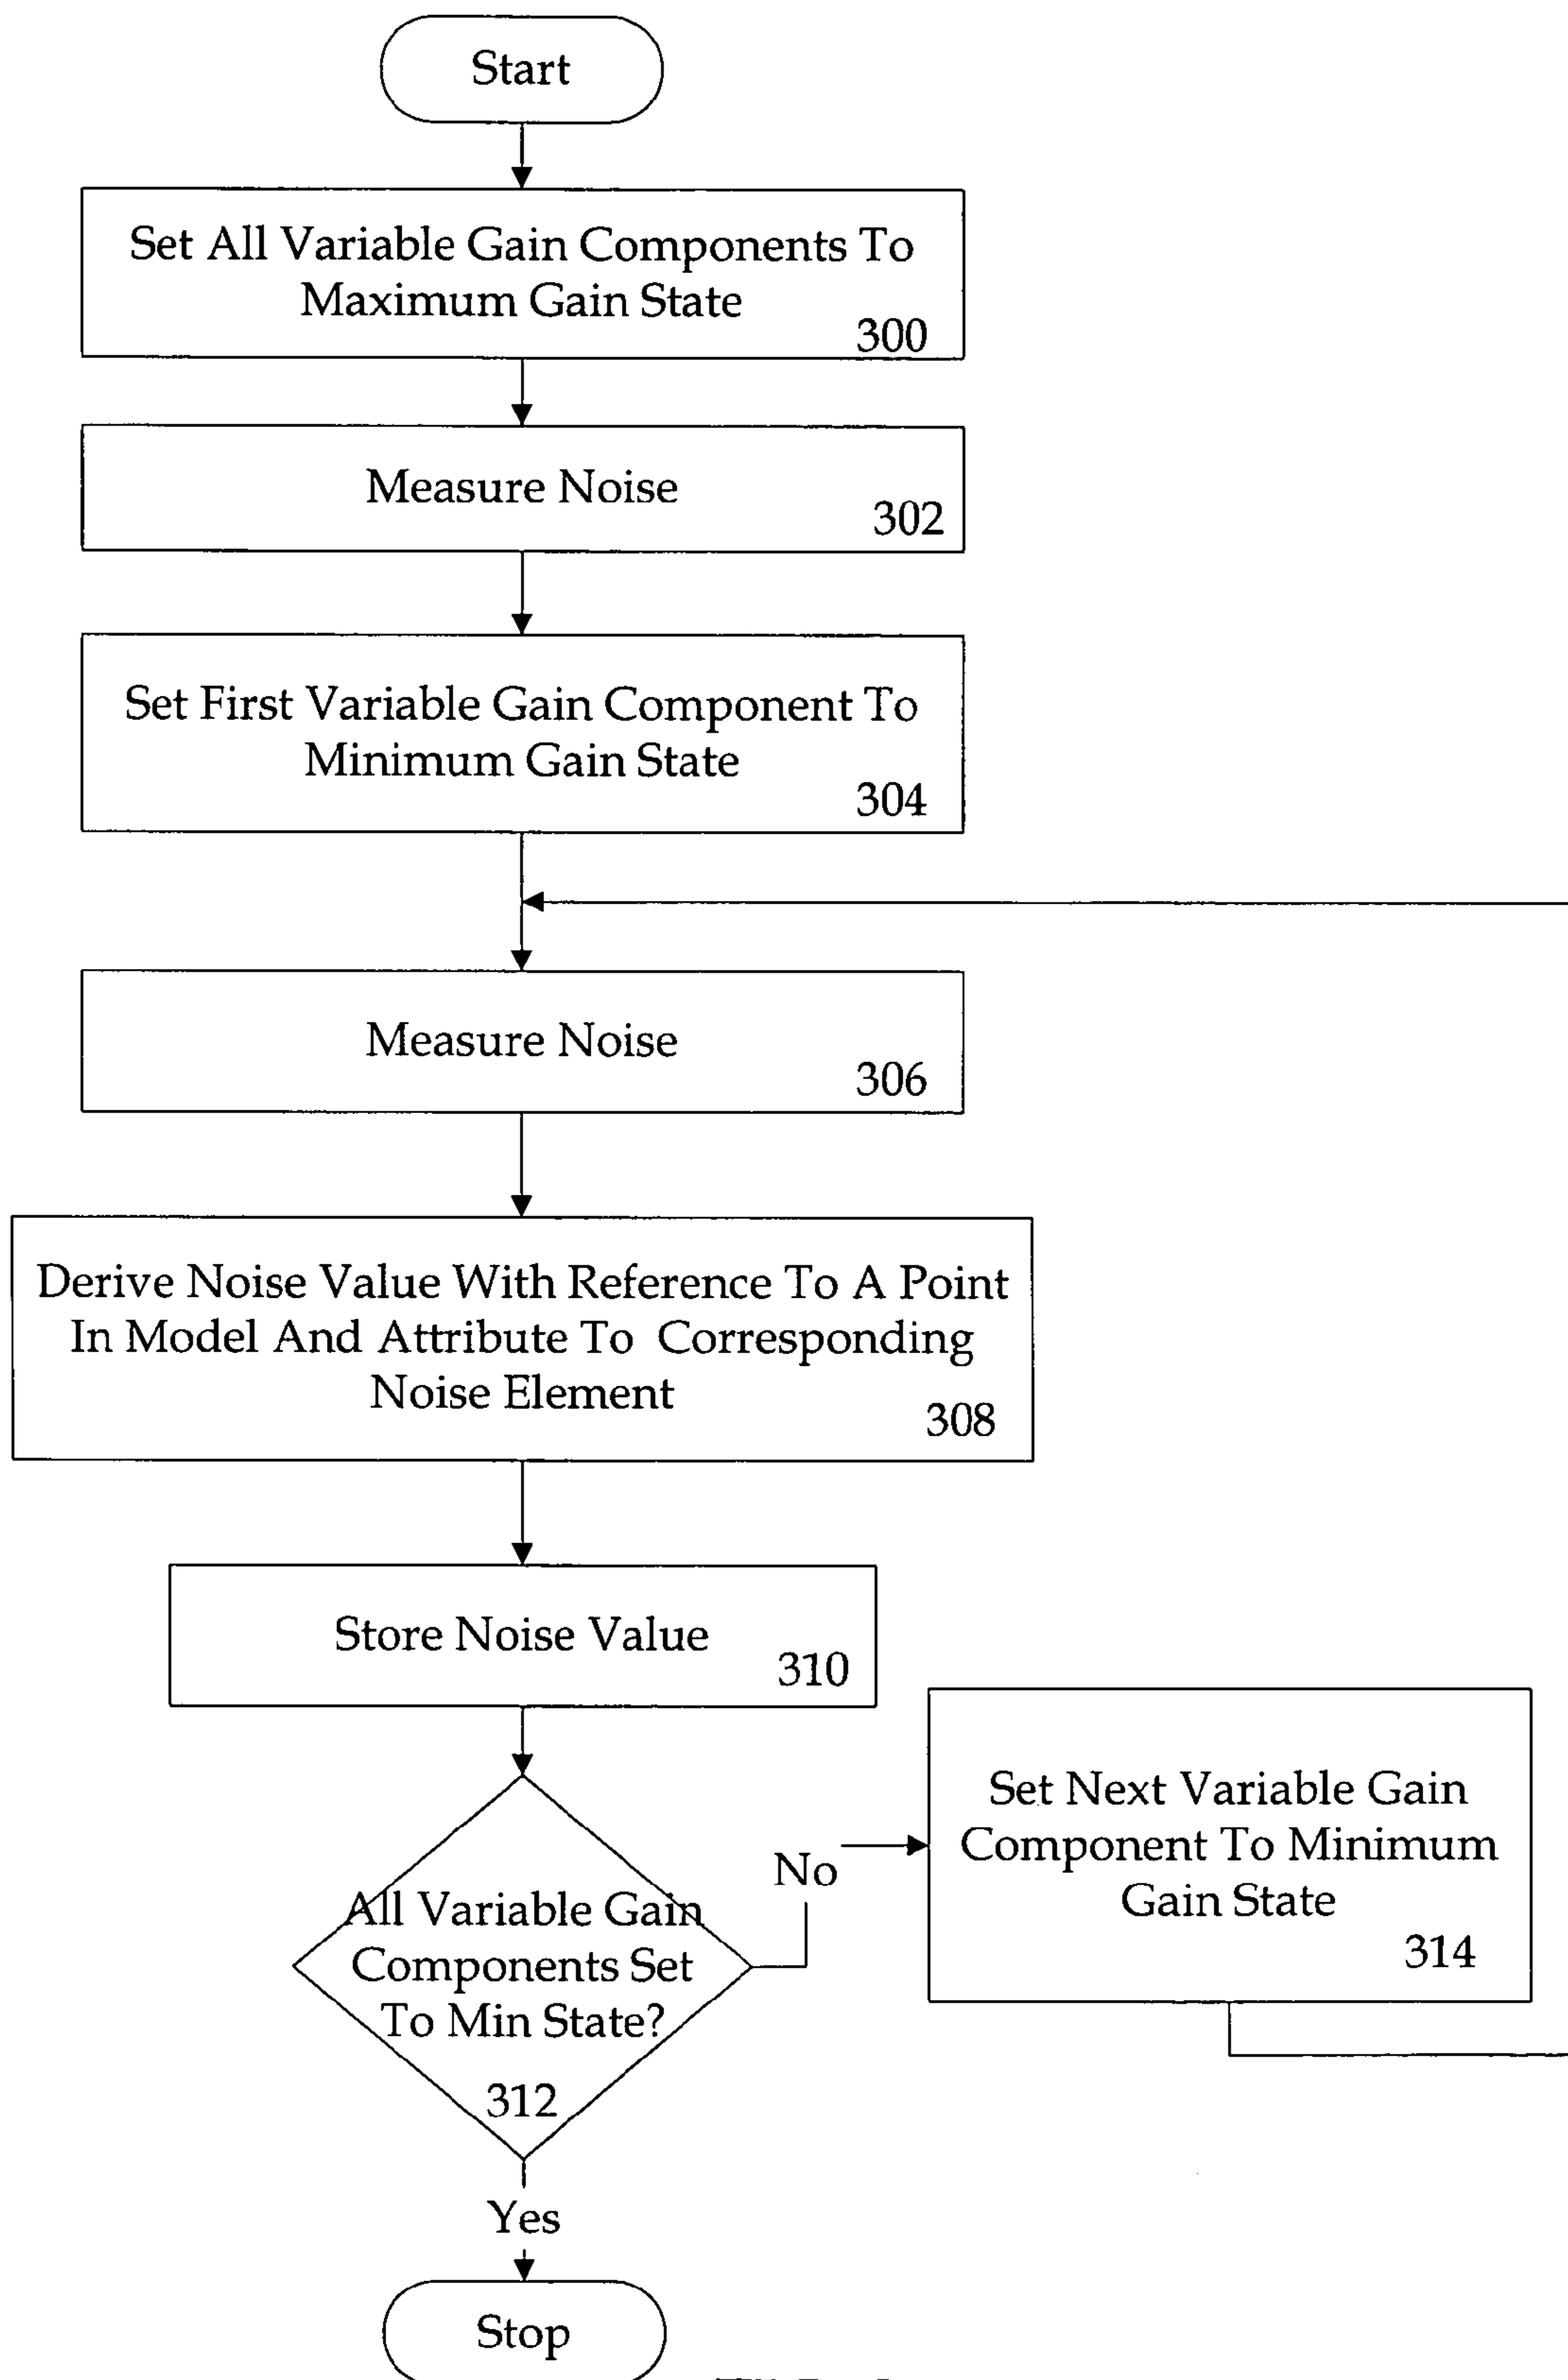 Start
Set All Variable Gain Components To
Maximum Gain State
300
Measure Noise
302
Set First Variable Gain Component To
Minimum Gain State
304
Measure Noise
306
Derive Noise Value With Reference To A Point
In Model And Attribute To Corresponding
Noise Element
308
Store Noise Value
310
All Variable Gain
Components Set
To Min State?
312
No
Set Next Variable Gain
Component To Minimum
Gain State
314
Yes
Stop